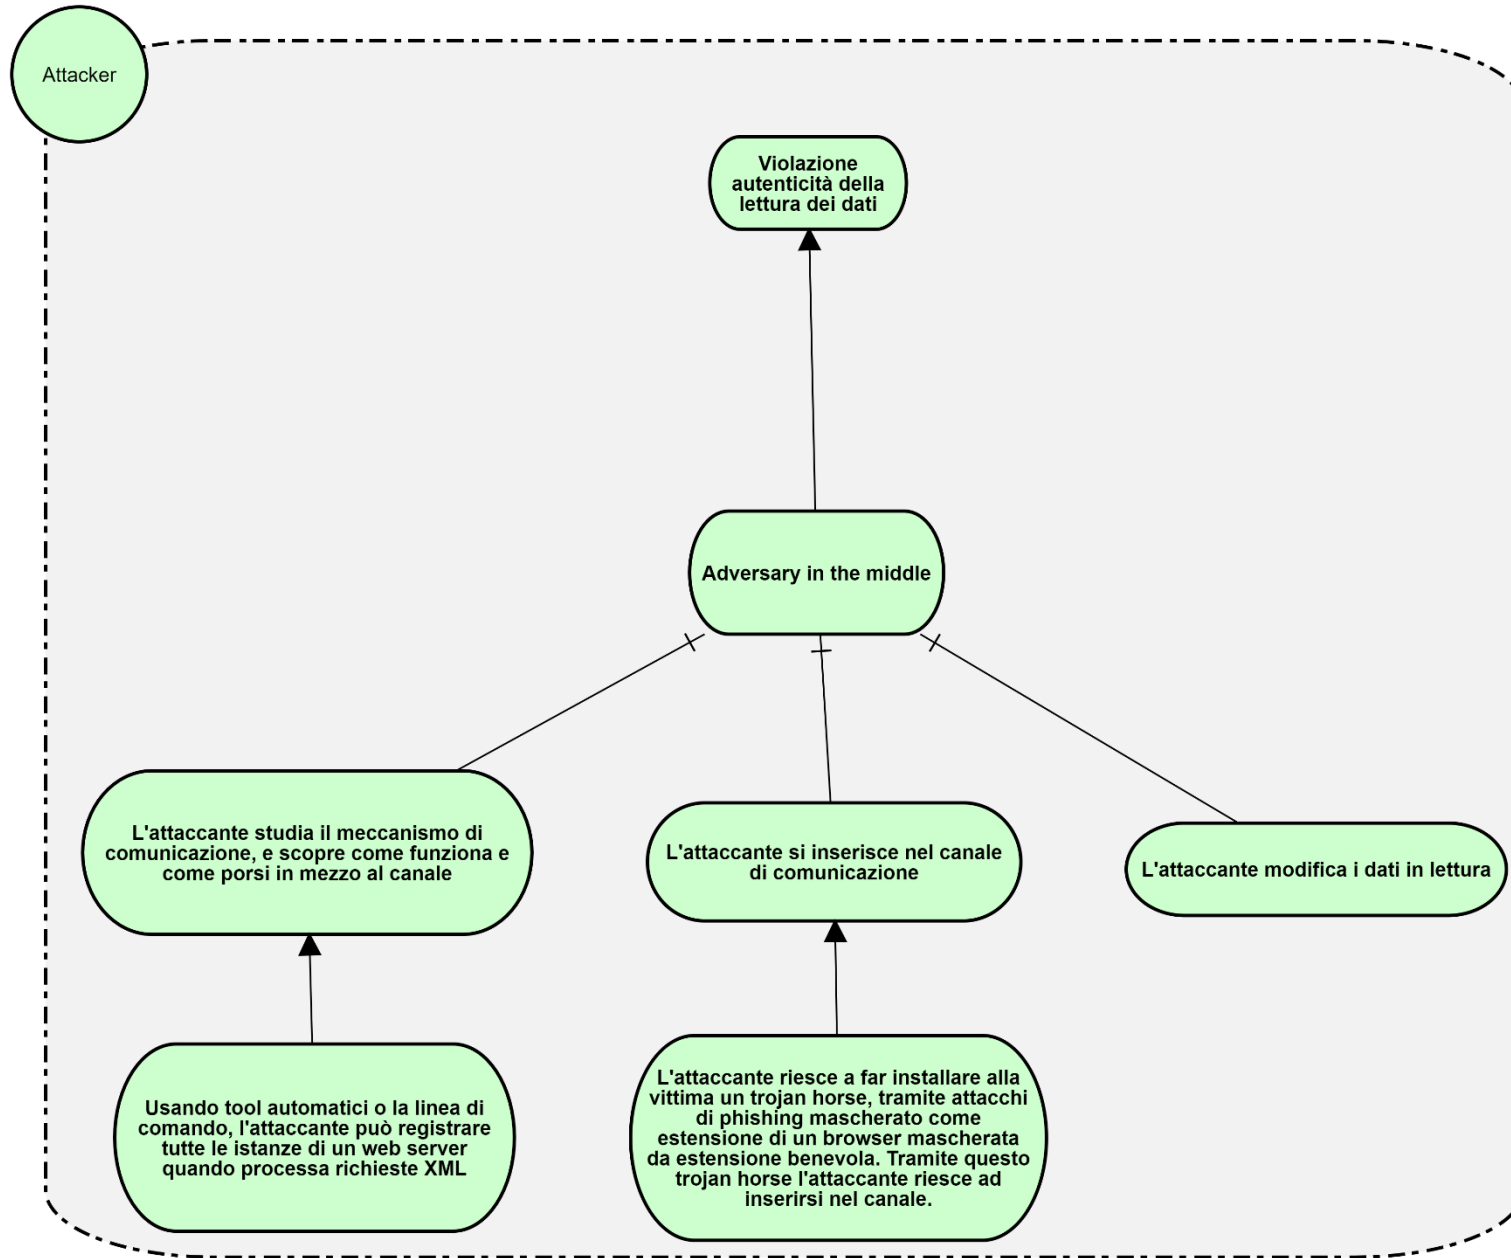 Attacker
Violazione
autenticità della
lettura dei dati
Adversary in the middle
L'attaccante studia il meccanismo di
comunicazione, e scopre come funziona e
come porsi in mezzo al canale
L'attaccante si inserisce nel canale
di comunicazione
L'attaccante modifica i dati in lettura
Usando tool automatici o la linea di
comando, l'attaccante può registrare
tutte le istanze di un web server
quando processa richieste XML
L'attaccante riesce a far installare alla
vittima un trojan horse, tramite attacchi
di phishing mascherato come
estensione di un browser mascherata
da estensione benevola. Tramite questo
trojan horse l'attaccante riesce ad
inserirsi nel canale.